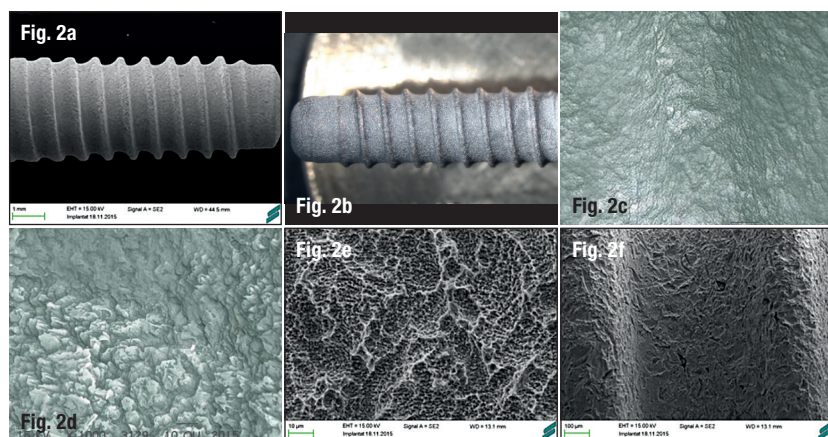 Fig. 2a
1 mm
EHT = 15.00 kV
Signal A = SE2
WD = 44.5 mm
Implantat 18.11.2015
Fig. 2b
Fig. 2c
Fig. 2d
2015
Fig. 2e
10 µm
EHT = 15.00 kV
Signal A = SE2
WD = 13.1 mm
Implantat 18.11.2015
Fig. 2f
100 µm
EHT = 15.00 kV
Signal A = SE2
WD = 13.1 mm
Implantat 18.11.2015